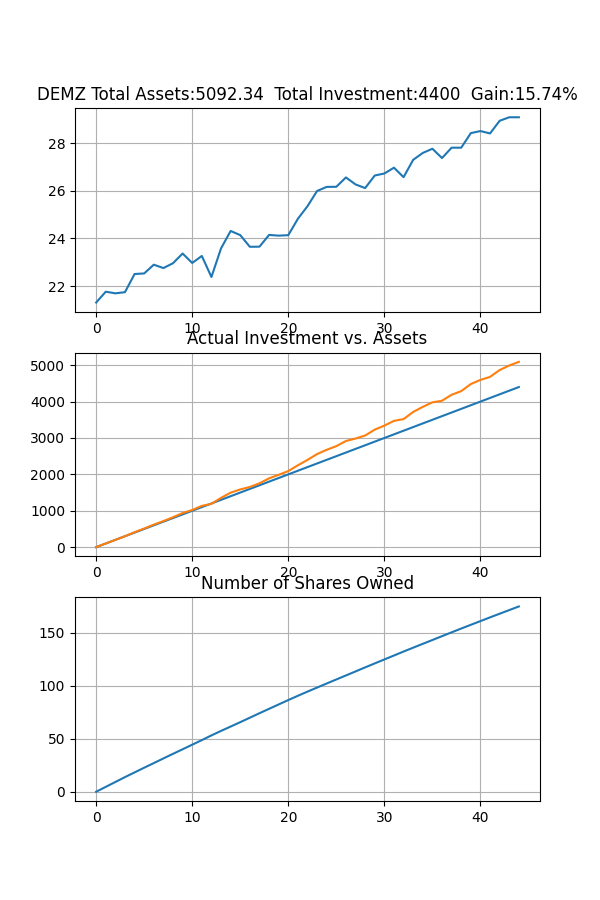 DEMZ Total Assets:5092.34  Total Investment:4400  Gain:15.74%
28
26
24
22
0 10 20 30 40
Actual Investment vs. Assets
5000
4000
3000
2000
1000
0
0 10 20 30 40
Number of Shares Owned
150
100
50
0
0 10 20 30 40